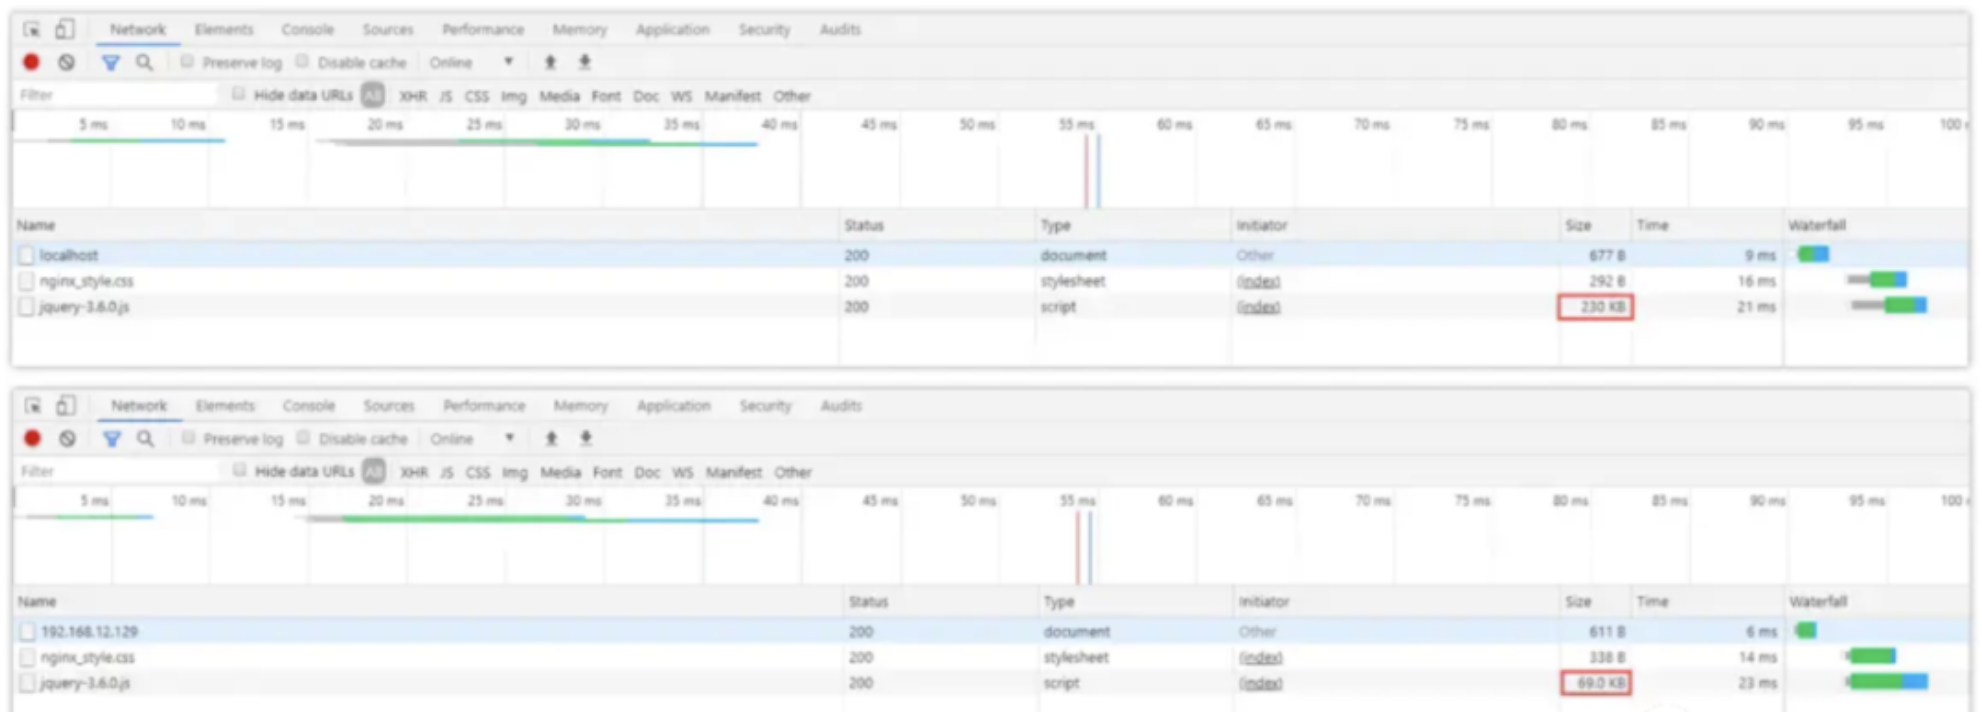 Network Elements Console Sources Performance Memory Application Security Audits
Preserve log Disable cache Online
Filter Hide data URLs All XHR JS CSS Img Media Font Doc WS Manifest Other
5 ms 10 ms 15 ms 20 ms 25 ms 30 ms 35 ms 40 ms 45 ms 50 ms 55 ms 60 ms 65 ms 70 ms 75 ms 80 ms 85 ms 90 ms 95 ms 100
Name Status Type Initiator Size Time Waterfall
localhost 200 document Other 677 B 9 ms
nginx_style.css 200 stylesheet (index) 292 B 16 ms
jquery-3.6.0.js 200 script (index) 230 KB 21 ms
Network Elements Console Sources Performance Memory Application Security Audits
Preserve log Disable cache Online
Filter Hide data URLs All XHR JS CSS Img Media Font Doc WS Manifest Other
5 ms 10 ms 15 ms 20 ms 25 ms 30 ms 35 ms 40 ms 45 ms 50 ms 55 ms 60 ms 65 ms 70 ms 75 ms 80 ms 85 ms 90 ms 95 ms 100
Name Status Type Initiator Size Time Waterfall
192.168.12.129 200 document Other 611 B 6 ms
nginx_style.css 200 stylesheet (index) 338 B 14 ms
jquery-3.6.0.js 200 script (index) 69.0 KB 23 ms